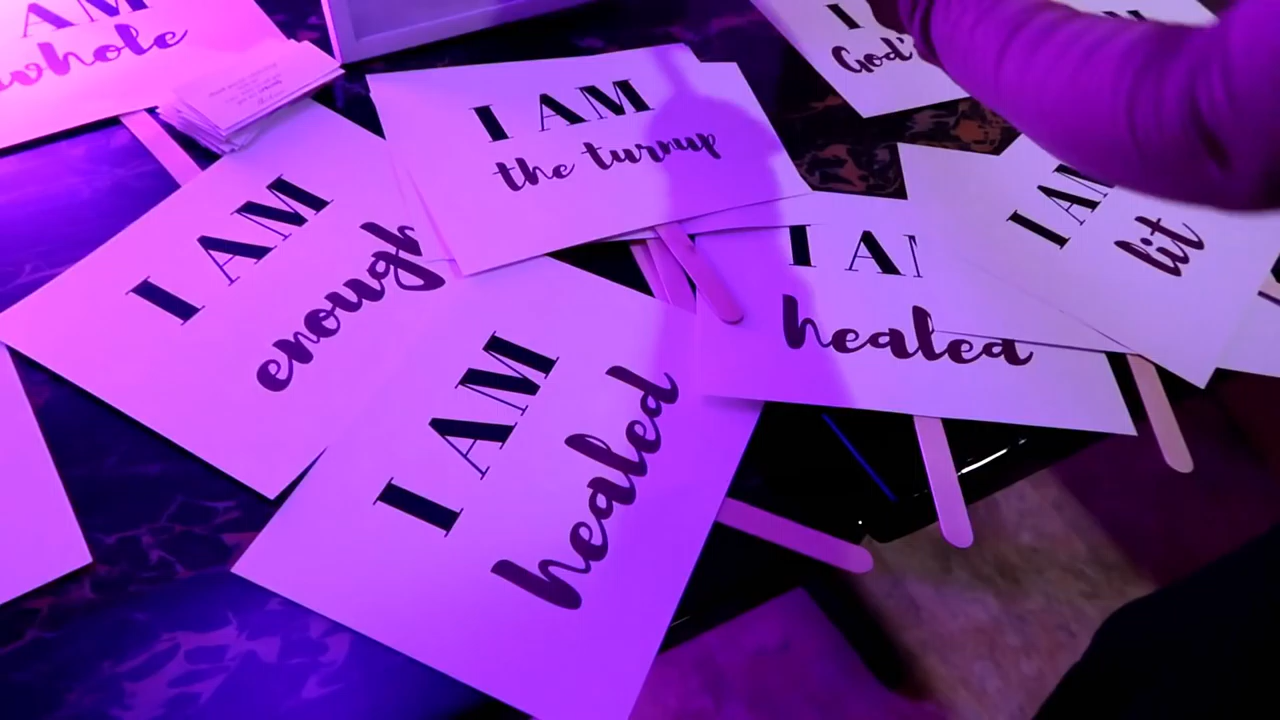 I AM
whole
I AM
the turnup
I
God'
I AM
enough
I AM
healed
I AM
lit
I AM
healed